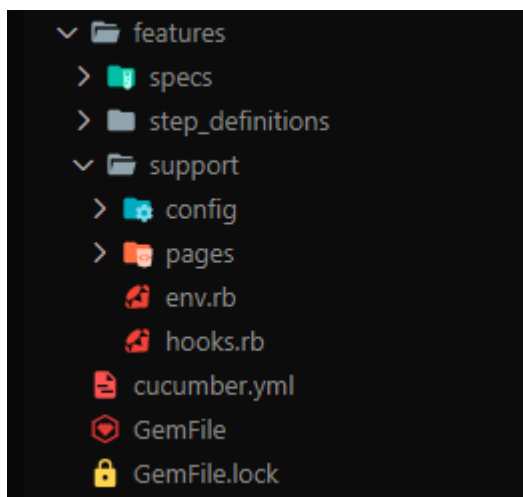 features
specs
step_definitions
support
config
pages
env.rb
hooks.rb
cucumber.yml
GemFile
GemFile.lock